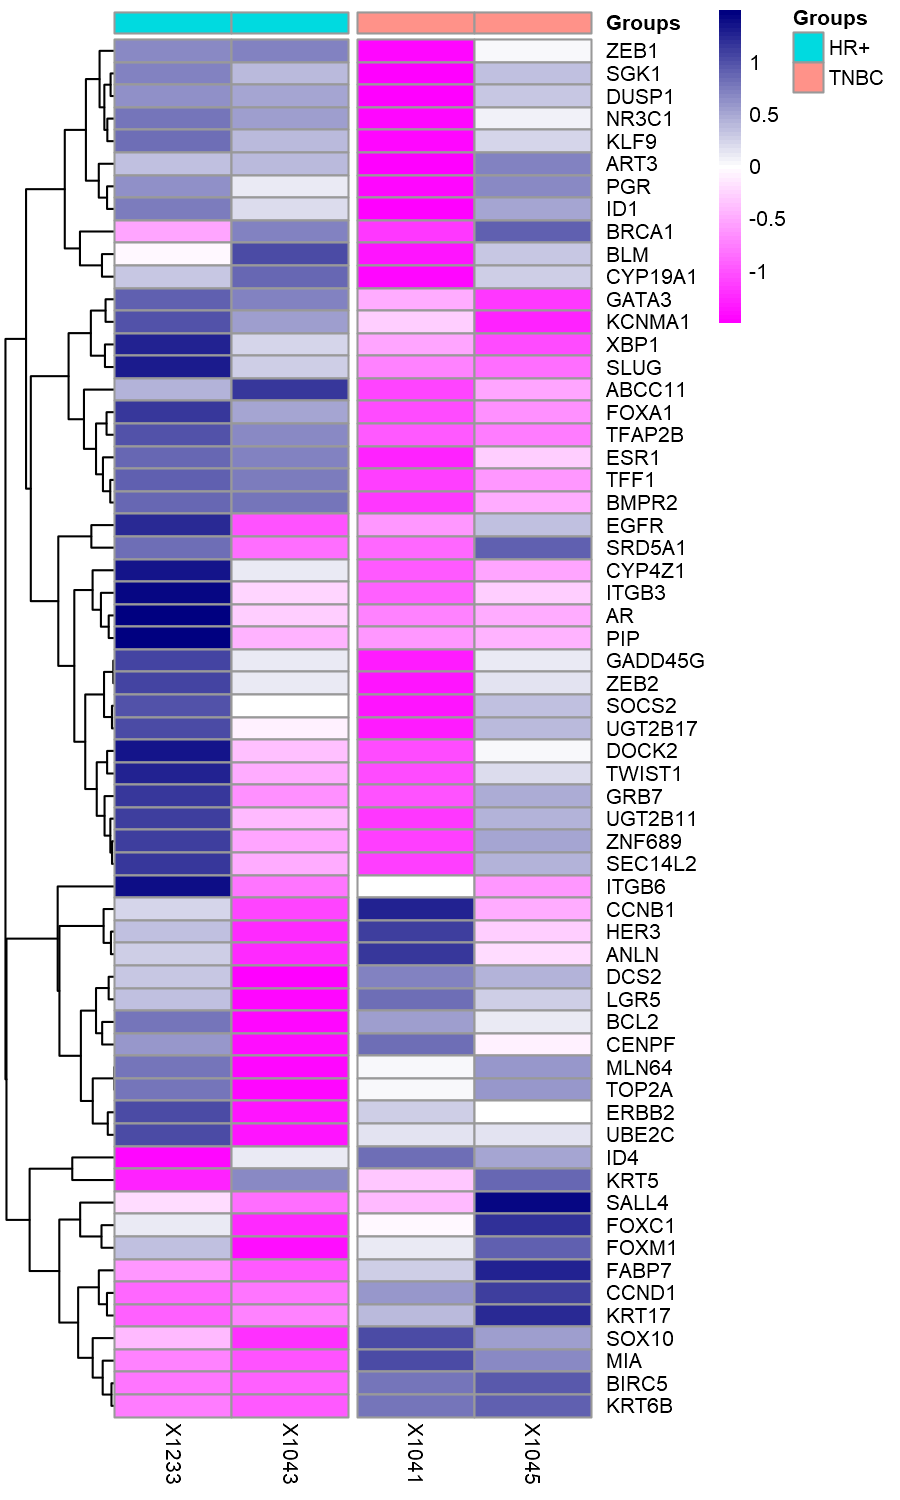 Groups
ZEB1
SGK1
DUSP1
NR3C1
KLF9
ART3
PGR
ID1
BRCA1
BLM
CYP19A1
GATA3
KCNMA1
XBP1
SLUG
ABCC11
FOXA1
TFAP2B
ESR1
TFF1
BMPR2
EGFR
SRD5A1
CYP4Z1
ITGB3
AR
PIP
GADD45G
ZEB2
SOCS2
UGT2B17
DOCK2
TWIST1
GRB7
UGT2B11
ZNF689
SEC14L2
ITGB6
CCNB1
HER3
ANLN
DCS2
LGR5
BCL2
CENPF
MLN64
TOP2A
ERBB2
UBE2C
ID4
KRT5
SALL4
FOXC1
FOXM1
FABP7
CCND1
KRT17
SOX10
MIA
BIRC5
KRT6B
X1233
X1043
X1041
X1045
1
0.5
0
-0.5
-1
Groups
HR+
TNBC